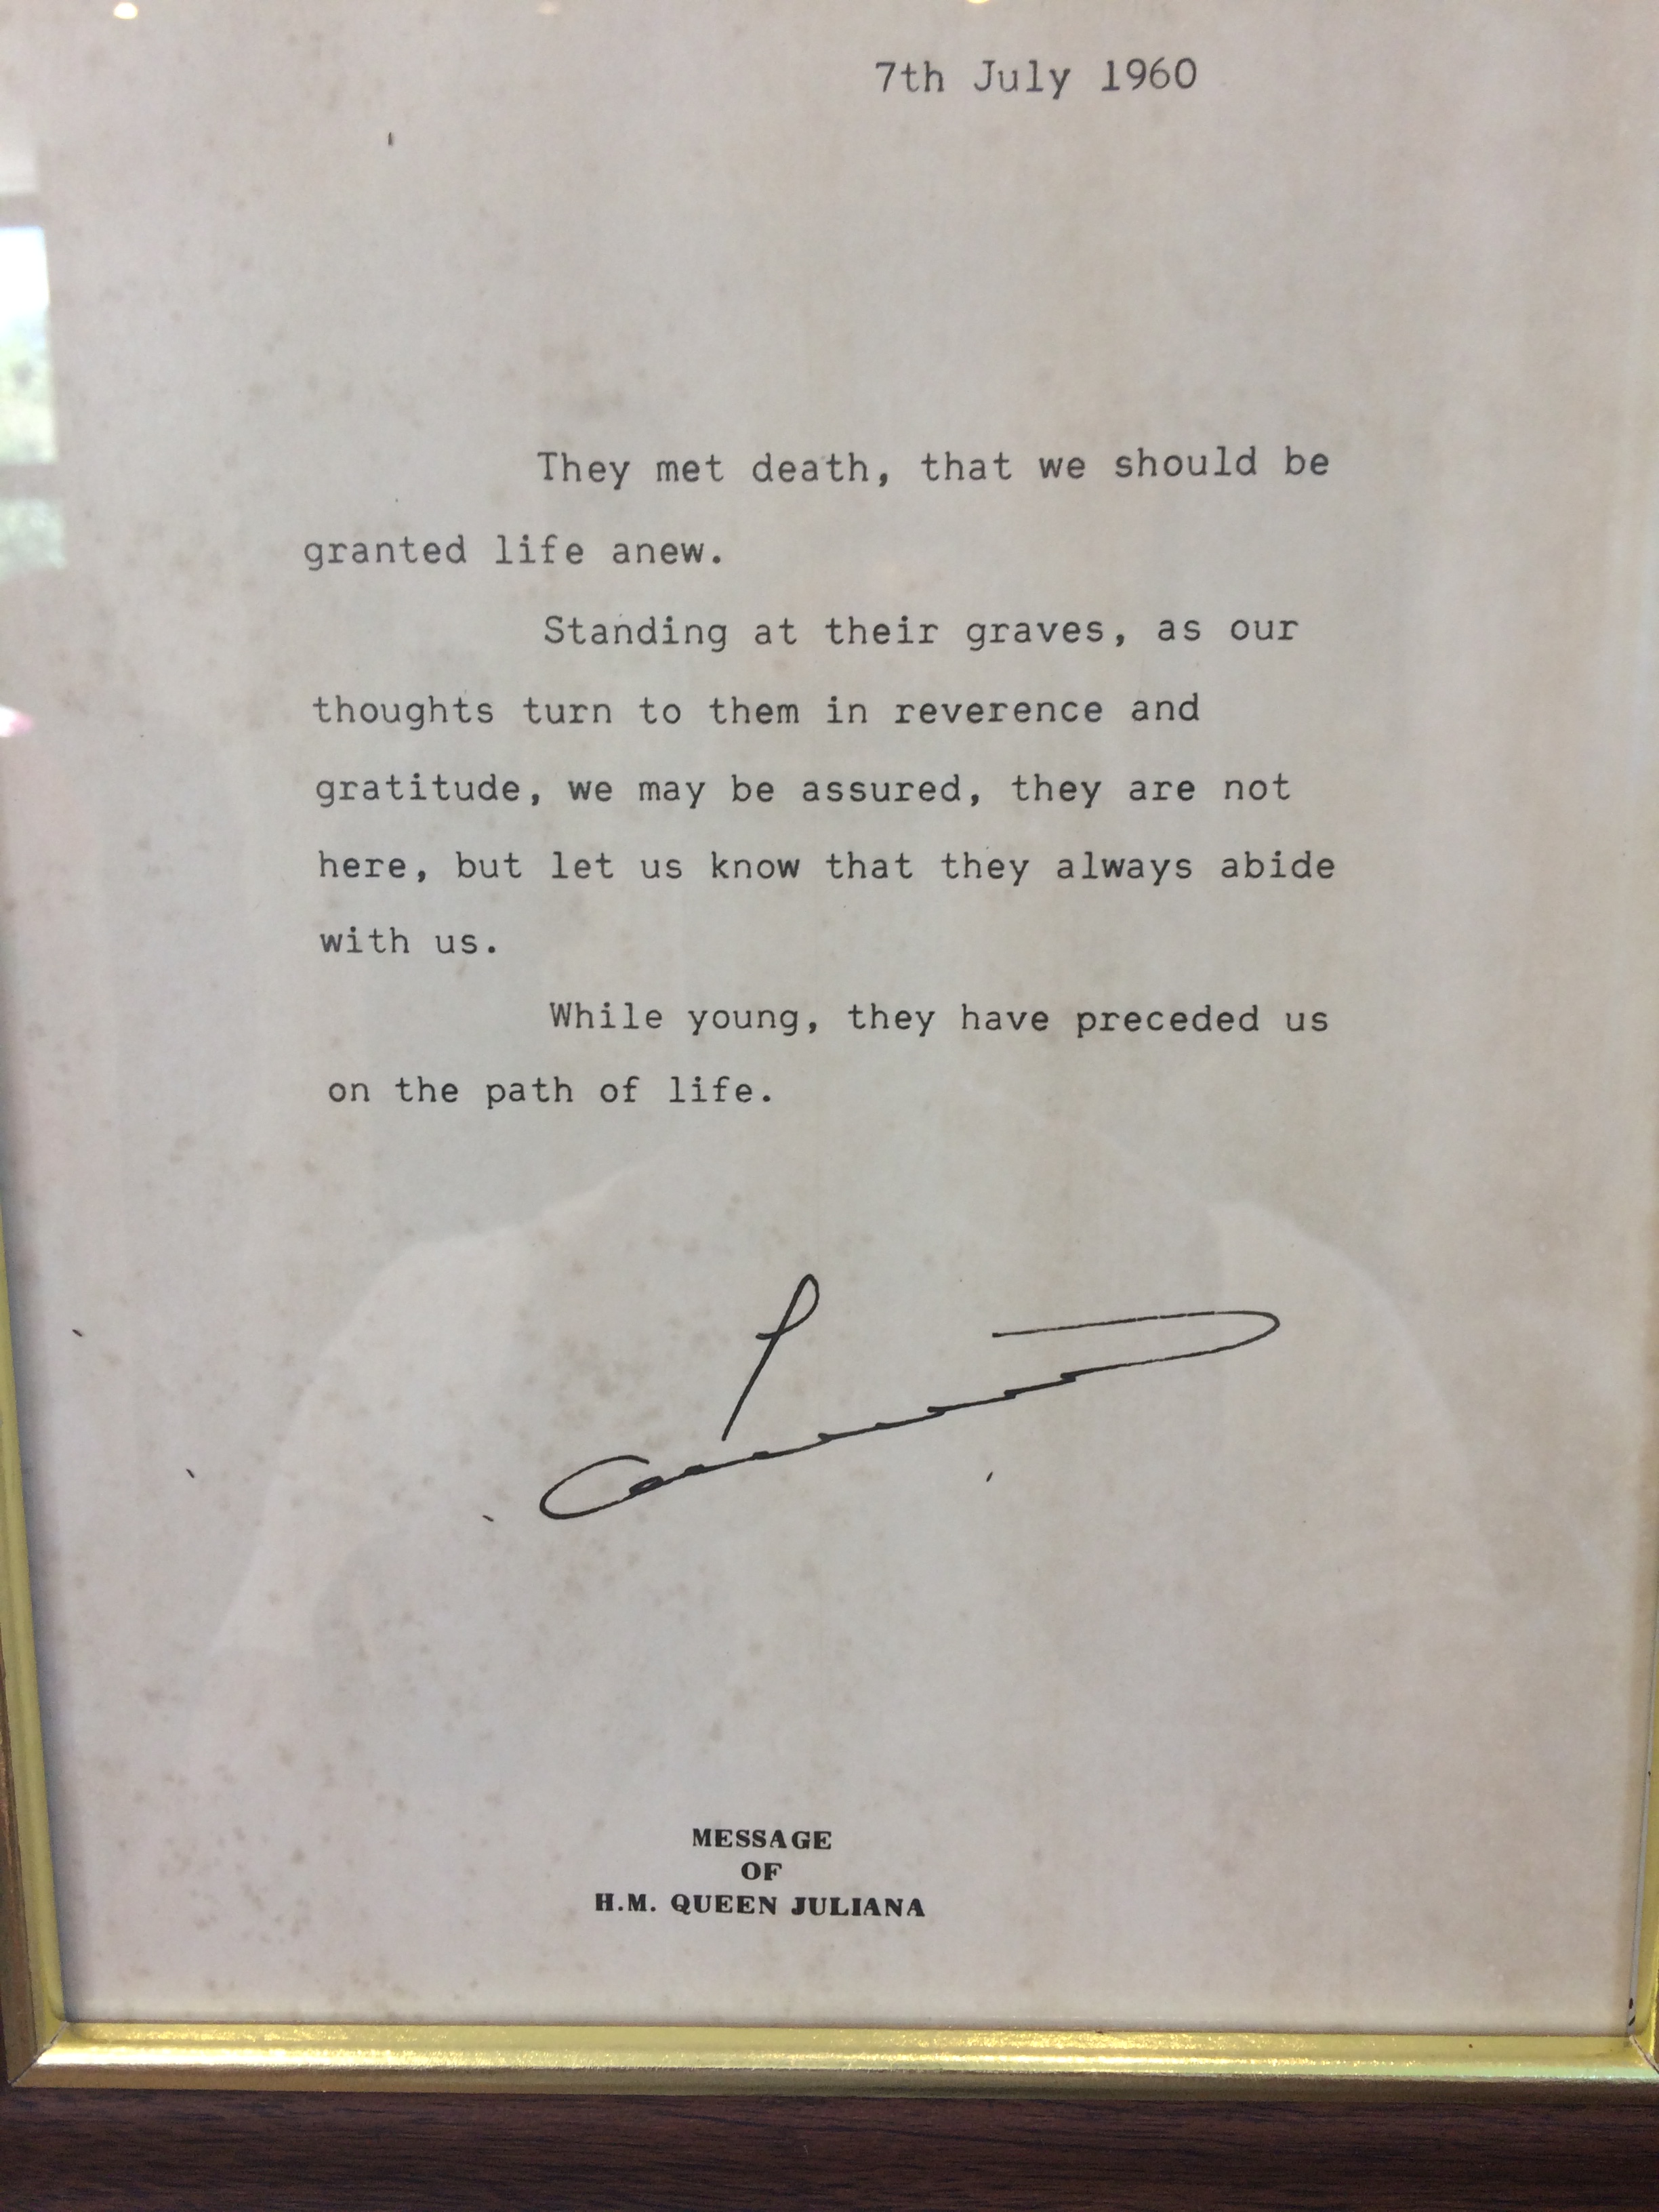 7th July 1960
They met death, that we should be
granted life anew.
Standing at their graves, as our
thoughts turn to them in reverence and
gratitude, we may be assured, they are not
here, but let us know that they always abide
with us.
While young, they have preceded us
on the path of life.
MESSAGE
OF
H.M. QUEEN JULIANA